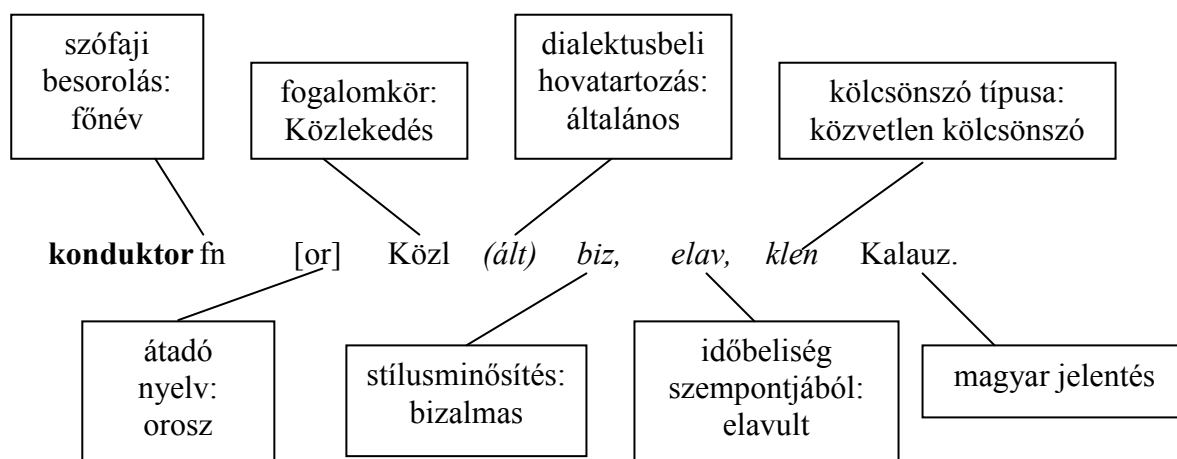 szófaji
besorolás:
főnév
fogalomkör:
Közlekedés
dialektusbeli
hovatartozás:
általános
kölcsönszó típusa:
közvetlen kölcsönszó
konduktor fn [or] Közl (ált) biz, elav, klen Kalauz.
átadó
nyelv:
orosz
stílusminősítés:
bizalmas
időbeliség
szempontjából:
elavult
magyar jelentés